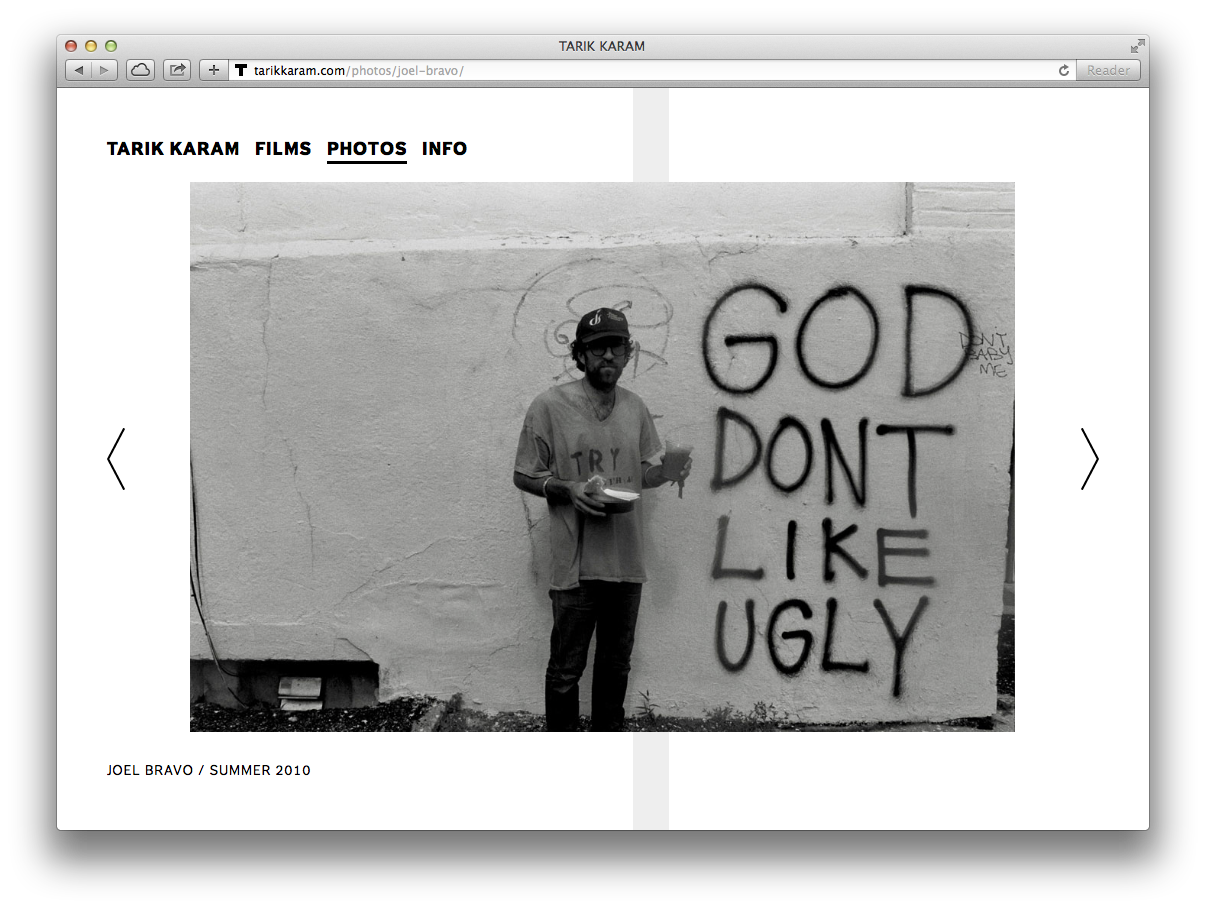 TARIK KARAM
tarikkaram.com/photos/joel-bravo/
Reader
TARIK KARAM FILMS PHOTOS INFO
GOD
DONT
LIKE
UGLY
DONT
BABY
ME
TRY
JOEL BRAVO / SUMMER 2010